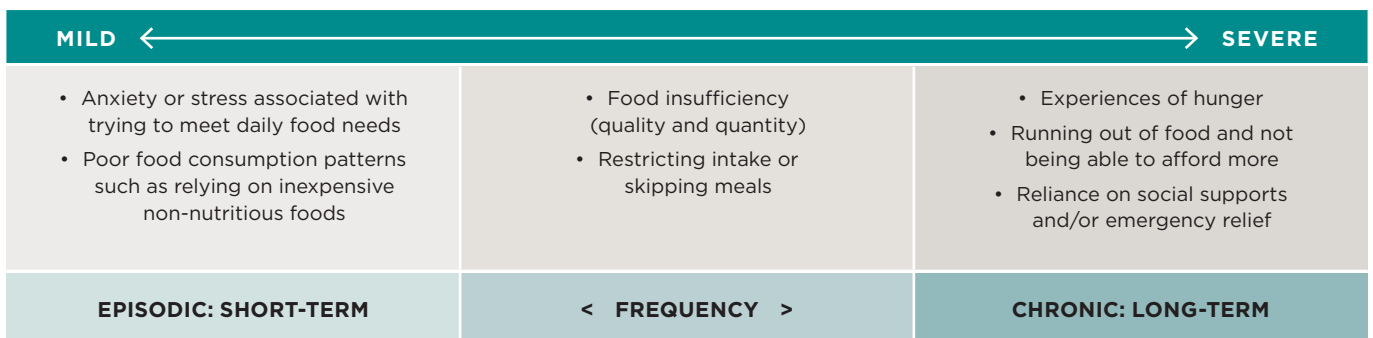 MILD SEVERE
• Anxiety or stress associated with
trying to meet daily food needs
• Poor food consumption patterns
such as relying on inexpensive
non-nutritious foods
• Food insufficiency
(quality and quantity)
• Restricting intake or
skipping meals
• Experiences of hunger
• Running out of food and not
being able to afford more
• Reliance on social supports
and/or emergency relief
EPISODIC: SHORT-TERM
< FREQUENCY >
CHRONIC: LONG-TERM